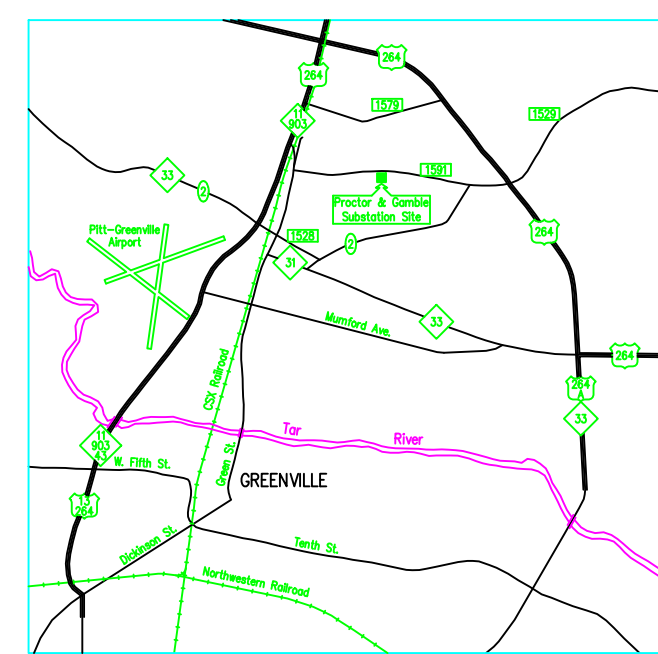 264
264
1579
1529
11
903
33
2
1591
Proctor & Gamble
Substation Site
Pitt-Greenville
Airport
1528
2
264
31
33
Mumford Ave.
264
CSX Railroad
264
A
33
Tar
River
11
903
43
W. Fifth St.
Green St.
GREENVILLE
13
264
Dickinson St.
Tenth St.
Northwestern Railroad